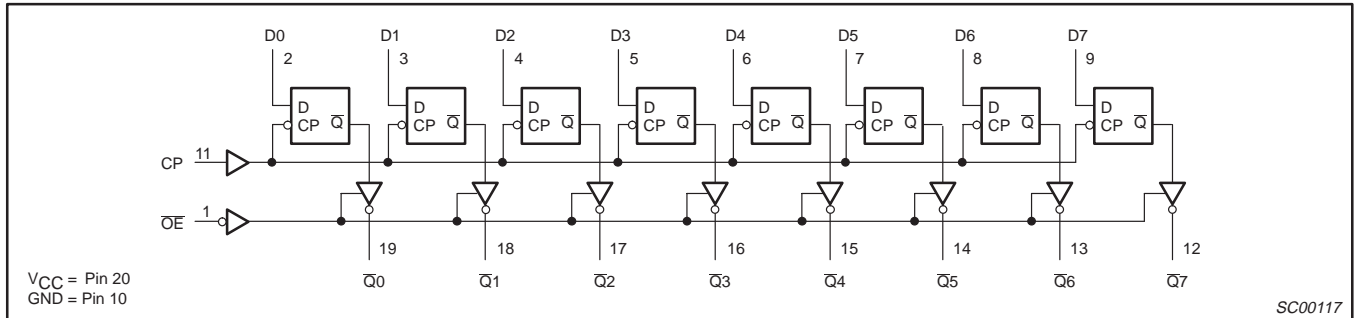 D0 D1 D2 D3 D4 D5 D6 D7
2 3 4 5 6 7 8 9
D D D D D D D D
CP Q̅ CP Q̅ CP Q̅ CP Q̅ CP Q̅ CP Q̅ CP Q̅ CP Q̅
CP 11
O̅E̅ 1
19 18 17 16 15 14 13 12
Q̅0 Q̅1 Q̅2 Q̅3 Q̅4 Q̅5 Q̅6 Q̅7
VCC = Pin 20
GND = Pin 10
SC00117